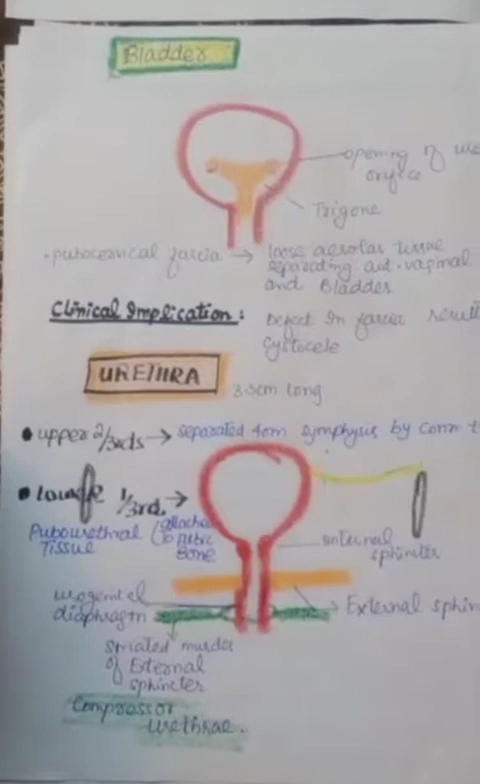 Bladder
opening of
orifice
Trigone
. pubocervical fascia → loose aerolar tissue
separating ant. vaginal
and Bladder
Clinical Implication :
Defect In fascia
Cystocele
URETHRA
3-5cm long
• upper 2/3rds → separated from symphysis by Conn
• lower 1/3rd. →
Pubourethral (attached
Tissue to pubic
Bone
internal
sphincter
urogenital
diaphragm
→ External
striated muscle
of External
sphincter
Compressor
urethrae.